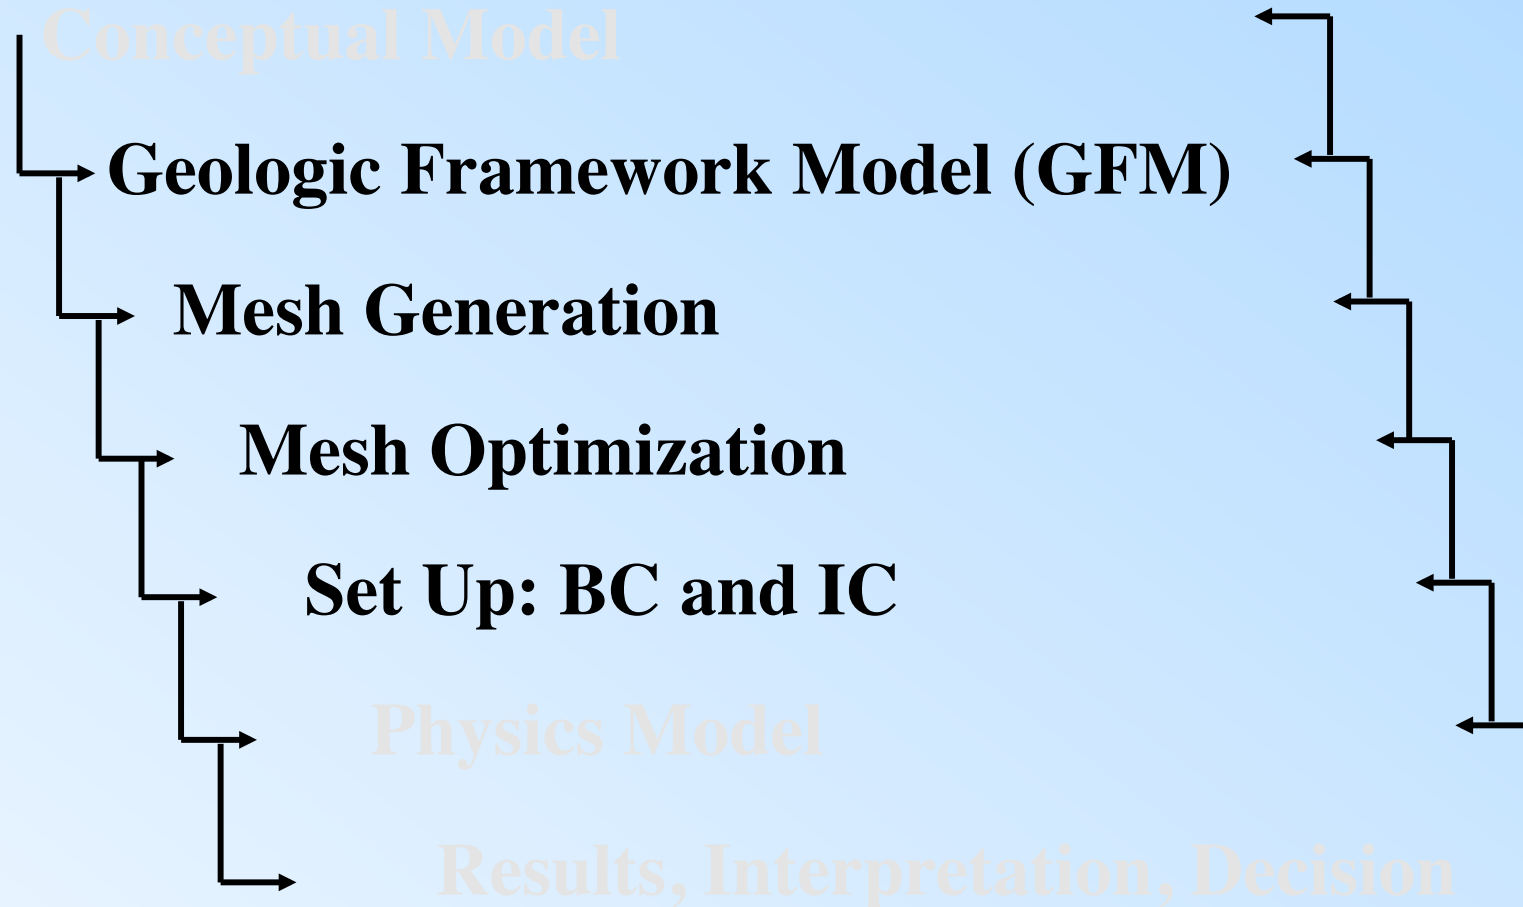 Conceptual Model
Geologic Framework Model (GFM)
Mesh Generation
Mesh Optimization
Set Up: BC and IC
Physics Model
Results, Interpretation, Decision